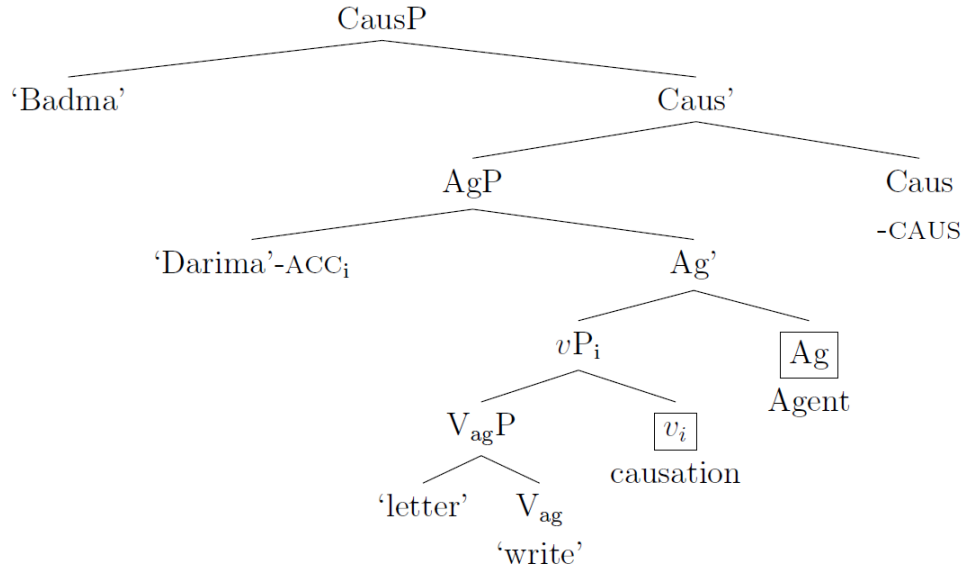 CausP
‘Badma’ Caus’
AgP Caus
-CAUS
‘Darima’-ACCi Ag’
vPi Ag
Agent
VagP vi
causation
‘letter’ Vag
‘write’